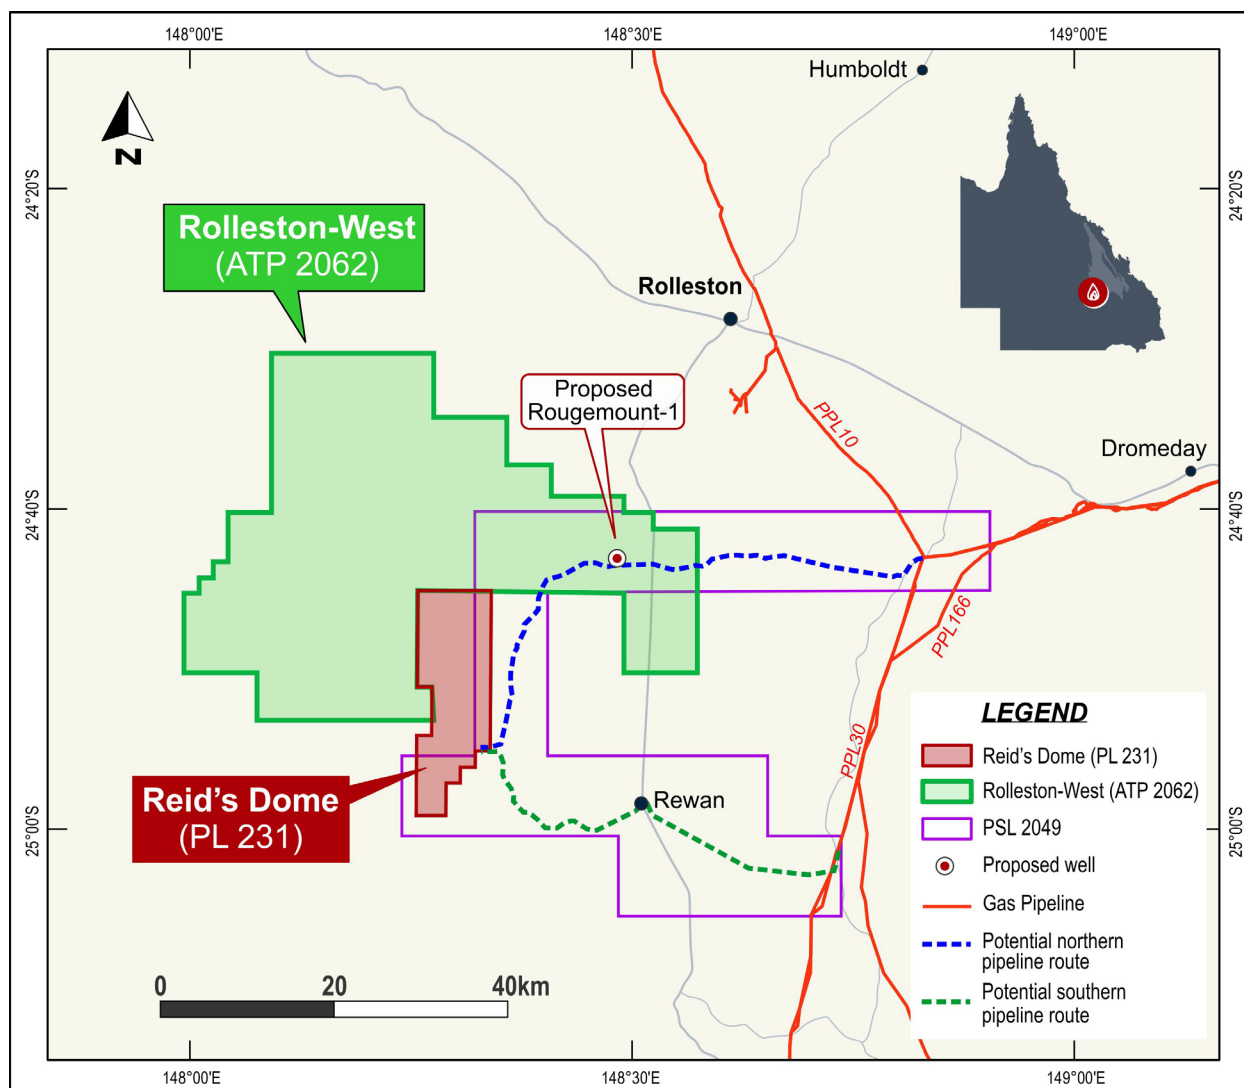 148°00'E
148°30'E
149°00'E
Humboldt
N
24°20'S
24°20'S
Rolleston-West
(ATP 2062)
Rolleston
Proposed
Rougemount-1
PPL10
Dromeday
24°40'S
24°40'S
PPL166
PPL30
Reid's Dome
(PL 231)
Rewan
25°00'S
25°00'S
LEGEND
Reid's Dome (PL 231)
Rolleston-West (ATP 2062)
PSL 2049
Proposed well
Gas Pipeline
Potential northern
pipeline route
Potential southern
pipeline route
0 20 40km
148°00'E
148°30'E
149°00'E